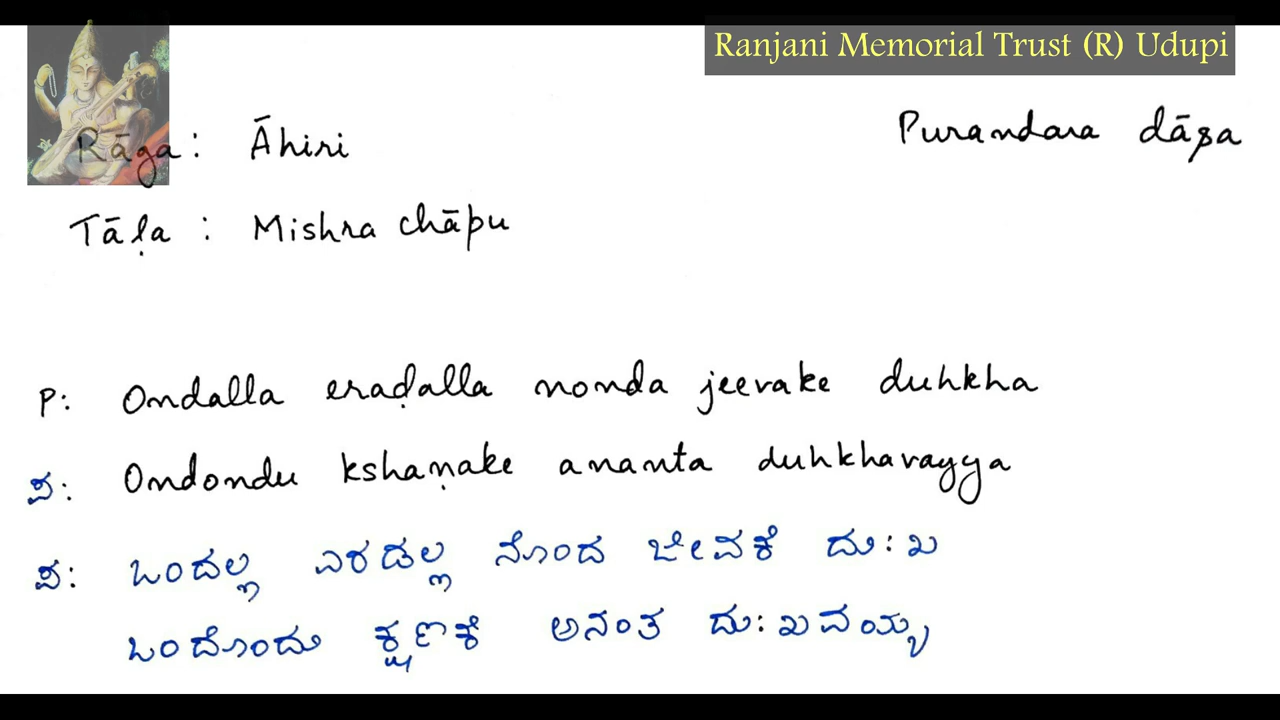 Ranjani Memorial Trust (R) Udupi
Rāga : Āhiri
Purandara dāsa
Tāḷa : Mishra chāpu
P: Ondalla eraḍalla nonda jeevake duhkha
ಪ: Ondondu kshaṇake ananta duhkhavayya
ಪ: ಒಂದಲ್ಲ ಎರಡಲ್ಲ ನೊಂದ ಜೀವಕೆ ದುಃಖ
ಒಂದೊಂದು ಕ್ಷಣಕೆ ಅನಂತ ದುಃಖವಯ್ಯ